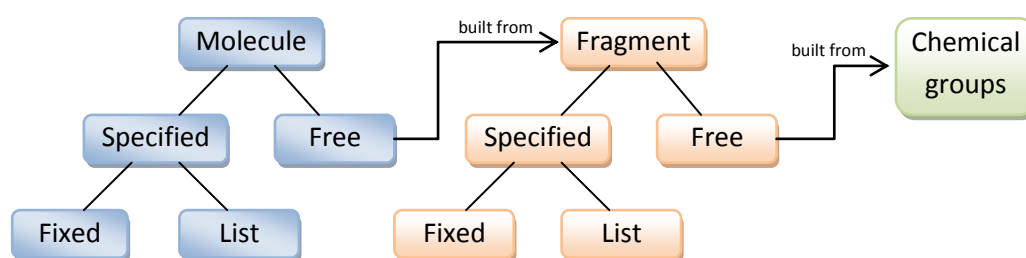 Molecule
built from
Fragment
built from
Chemical
groups
Specified
Free
Specified
Free
Fixed
List
Fixed
List